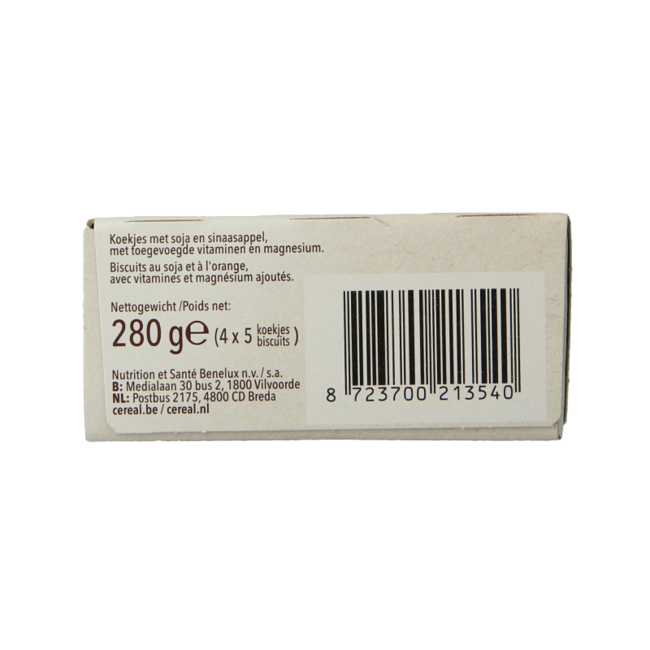 Koekjes met soja en sinaasappel,
met toegevoegde vitaminen en magnesium.
Biscuits au soja et à l'orange,
avec vitamines et magnésium ajoutés.
Nettogewicht /Poids net:
280 g℮ (4 x 5 koekjes biscuits )
Nutrition et Santé Benelux n.v. / s.a.
B: Medialaan 30 bus 2, 1800 Vilvoorde
NL: Postbus 2175, 4800 CD Breda
cereal.be / cereal.nl
8 723700 213540